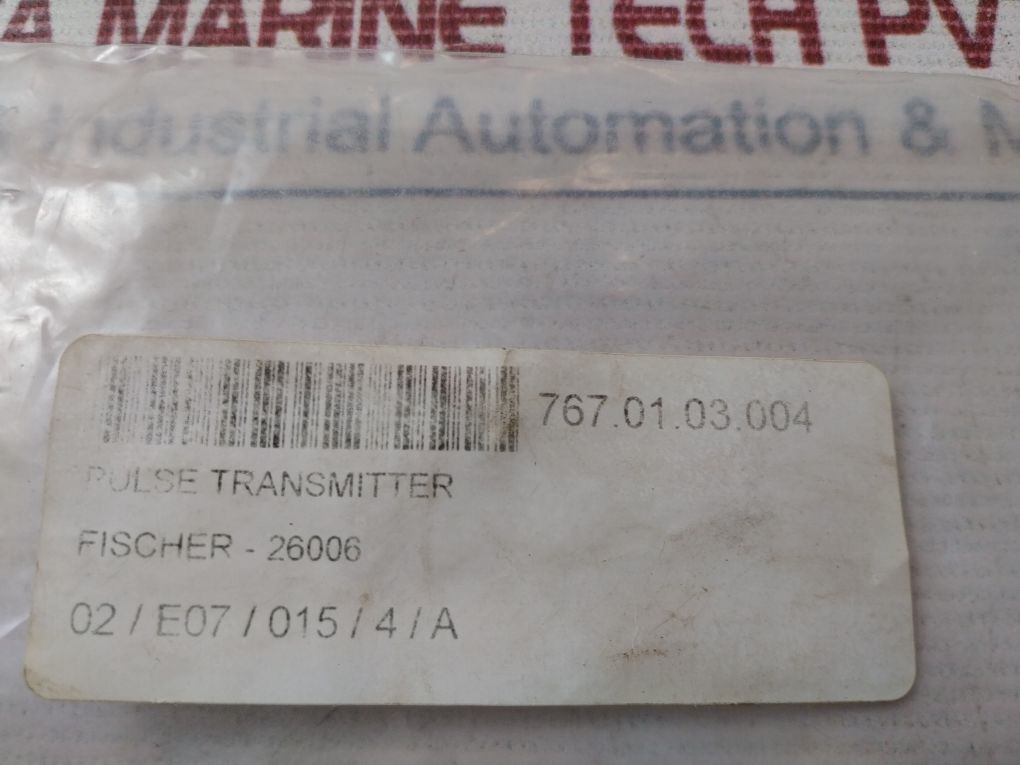 A MARINE TECH PV
& Industrial Automation & M
767.01.03.004
PULSE TRANSMITTER
FISCHER - 26006
02 / E07 / 015 / 4 / A